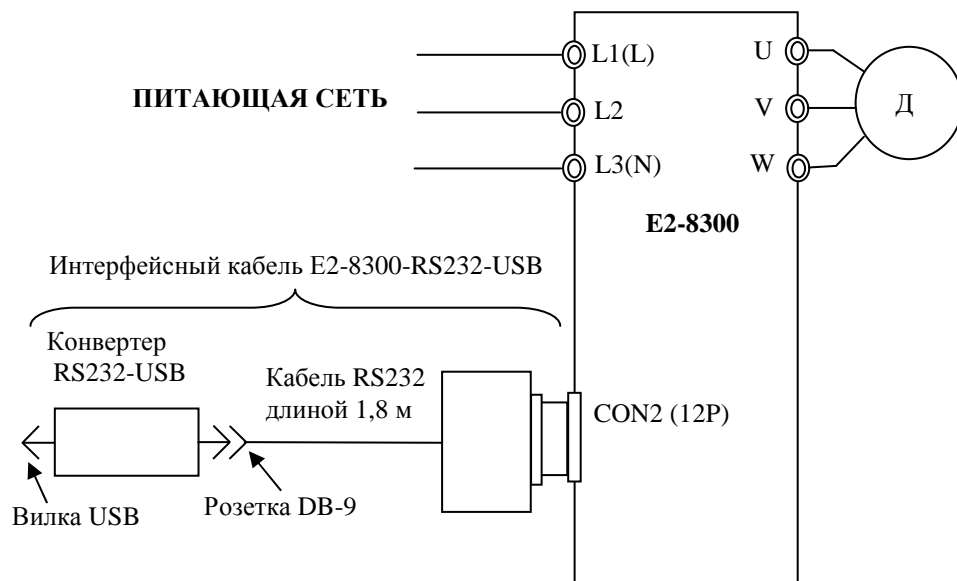 L1(L)
U
ПИТАЮЩАЯ СЕТЬ
L2
V
Д
L3(N)
W
E2-8300
Интерфейсный кабель E2-8300-RS232-USB
Конвертер
RS232-USB
Кабель RS232
длиной 1,8 м
CON2 (12P)
Вилка USB
Розетка DB-9